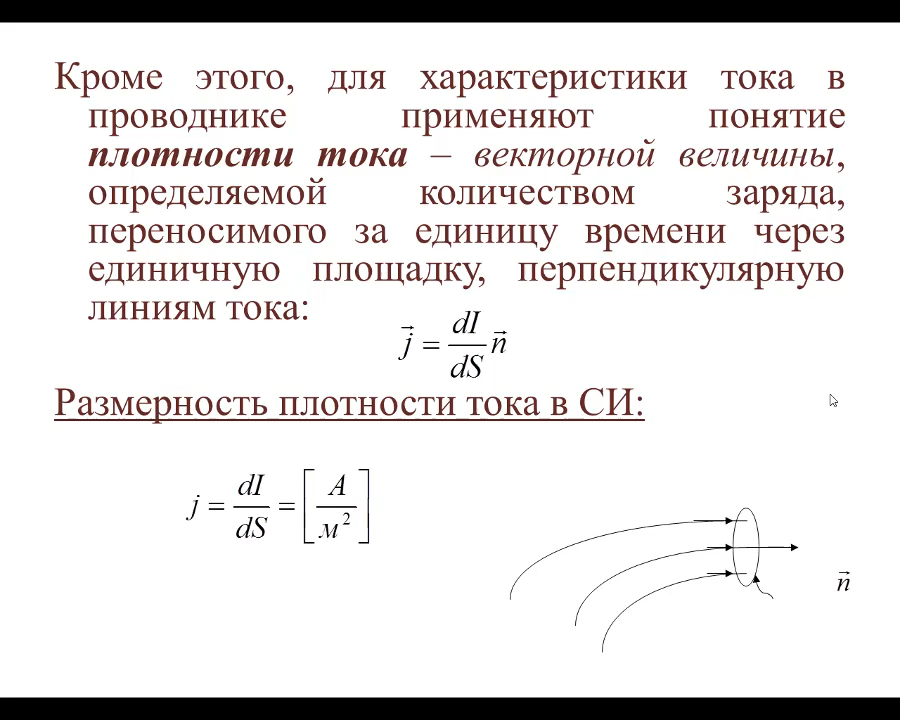 Кроме этого, для характеристики тока в
проводнике применяют понятие
плотности тока – векторной величины,
определяемой количеством заряда,
переносимого за единицу времени через
единичную площадку, перпендикулярную
линиям тока:
j⃗ = dI/dS n⃗
Размерность плотности тока в СИ:
j = dI/dS = [А/м²]
n⃗